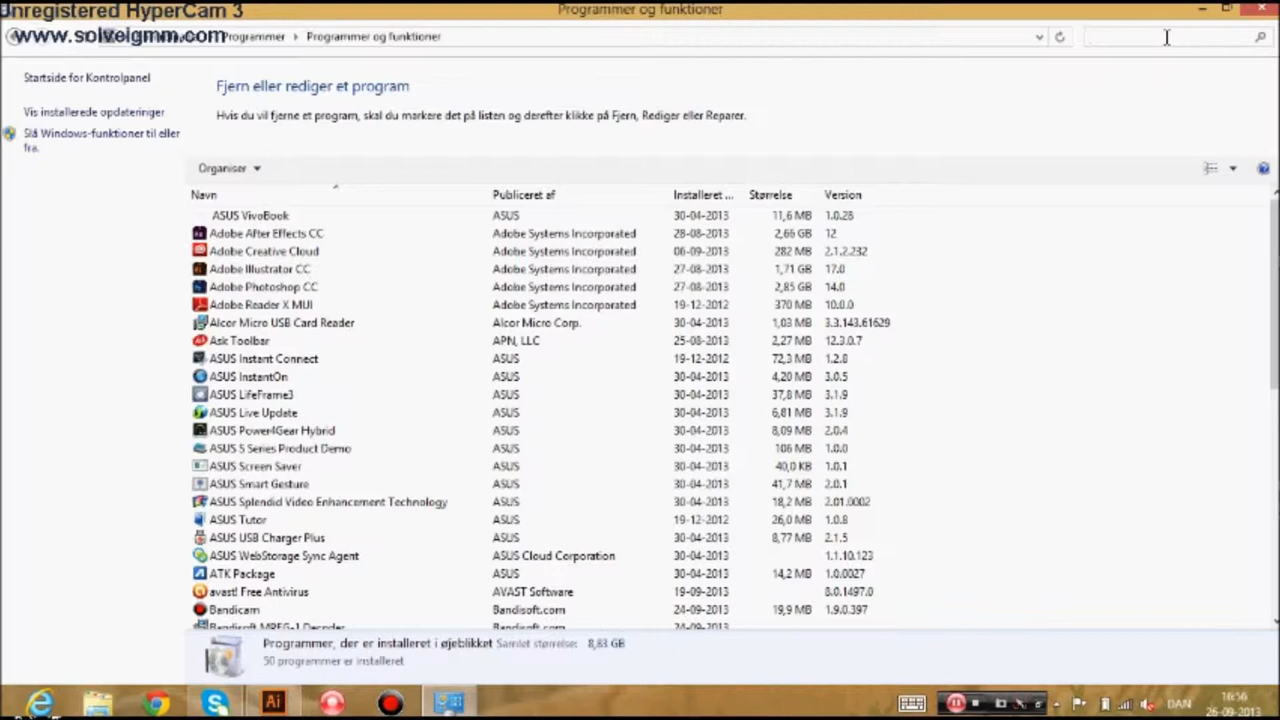 Unregistered HyperCam 3
www.solveigmm.com
Programmer og funktioner
Programmer Programmer og funktioner
Startside for Kontrolpanel
Vis installerede opdateringer
Slå Windows-funktioner til eller
fra.
Fjern eller rediger et program
Hvis du vil fjerne et program, skal du markere det på listen og derefter klikke på Fjern, Rediger eller Reparer.
Organiser
Navn Publiceret af Installeret ... Størrelse Version
ASUS VivoBook ASUS 30-04-2013 11,6 MB 1.0.28
Adobe After Effects CC Adobe Systems Incorporated 28-08-2013 2,66 GB 12
Adobe Creative Cloud Adobe Systems Incorporated 06-09-2013 282 MB 2.1.2.232
Adobe Illustrator CC Adobe Systems Incorporated 27-08-2013 1,71 GB 17.0
Adobe Photoshop CC Adobe Systems Incorporated 27-08-2013 2,85 GB 14.0
Adobe Reader X MUI Adobe Systems Incorporated 19-12-2012 370 MB 10.0.0
Alcor Micro USB Card Reader Alcor Micro Corp. 30-04-2013 1,03 MB 3.3.143.61629
Ask Toolbar APN, LLC 25-08-2013 2,27 MB 12.3.0.7
ASUS Instant Connect ASUS 19-12-2012 72,3 MB 1.2.8
ASUS InstantOn ASUS 30-04-2013 4,20 MB 3.0.5
ASUS LifeFrame3 ASUS 30-04-2013 37,8 MB 3.1.9
ASUS Live Update ASUS 30-04-2013 6,81 MB 3.1.9
ASUS Power4Gear Hybrid ASUS 30-04-2013 8,09 MB 2.0.4
ASUS S Series Product Demo ASUS 30-04-2013 106 MB 1.0.0
ASUS Screen Saver ASUS 30-04-2013 40,0 KB 1.0.1
ASUS Smart Gesture ASUS 30-04-2013 41,7 MB 2.0.1
ASUS Splendid Video Enhancement Technology ASUS 30-04-2013 18,2 MB 2.01.0002
ASUS Tutor ASUS 19-12-2012 26,0 MB 1.0.8
ASUS USB Charger Plus ASUS 30-04-2013 8,77 MB 2.1.5
ASUS WebStorage Sync Agent ASUS Cloud Corporation 30-04-2013 1.1.10.123
ATK Package ASUS 30-04-2013 14,2 MB 1.0.0027
avast! Free Antivirus AVAST Software 19-09-2013 8.0.1497.0
Bandicam Bandisoft.com 24-09-2013 19,9 MB 1.9.0.397
Bandisoft MPEG-1 Decoder Bandisoft.com 24-09-2013
Programmer, der er installeret i øjeblikket Samlet størrelse: 8,83 GB
50 programmer er installeret
Ai
DAN
16:56
26-09-2013